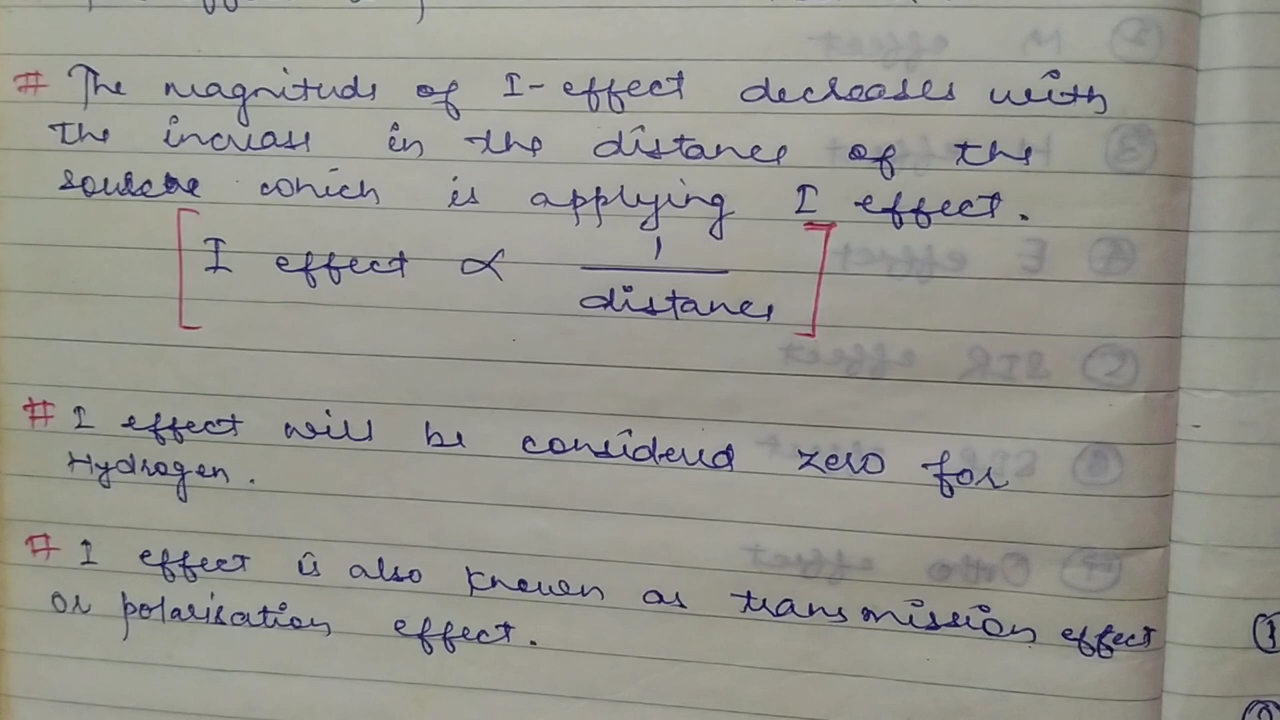 # The magnitude of I-effect decreases with
the increase in the distance of the
source which is applying I effect.
[I effect ∝ 1/distance]
# I effect will be considered zero for
Hydrogen.
# I effect is also known as transmission effect
or polarisation effect.